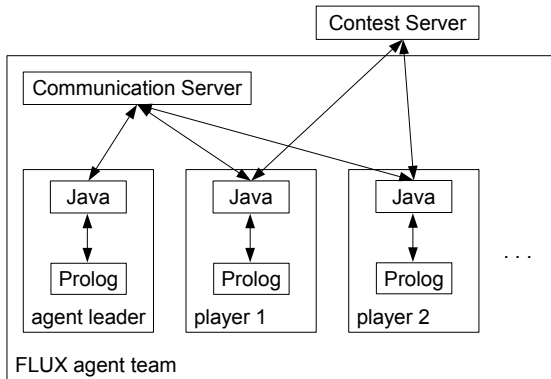 Contest Server
Communication Server
Java
Java
Java
Prolog
Prolog
Prolog
. . .
agent leader
player 1
player 2
FLUX agent team